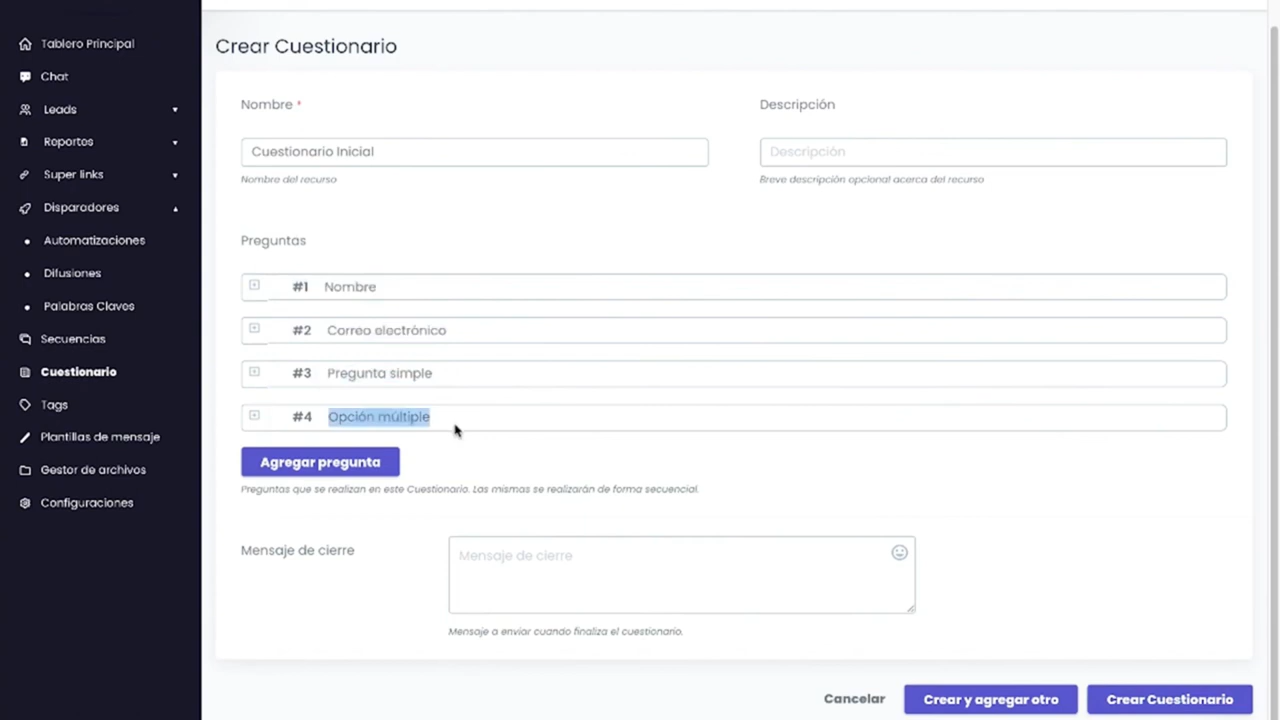 Tablero Principal
Chat
Leads
Reportos
Super links
Disparadores
Automatizaciones
Difusiones
Palabras Claves
Secuencias
Cuestionario
Tags
Plantillas de mensaje
Gestor de archivos
Configuraciones
Crear Cuestionario
Nombre *
Descripción
Cuestionario Inicial
Descripción
Nombre del recurso
Breve descripción opcional acerca del recurso
Preguntas
#1 Nombre
#2 Correo electrónico
#3 Pregunta simple
#4 Opción múltiple
Agregar pregunta
Preguntas que se realizan en este Cuestionario. Las mismas se realizarán de forma secuencial.
Mensaje de cierre
Mensaje de cierre
Mensaje a enviar cuando finaliza el cuestionario.
Cancelar
Crear y agregar otro
Crear Cuestionario